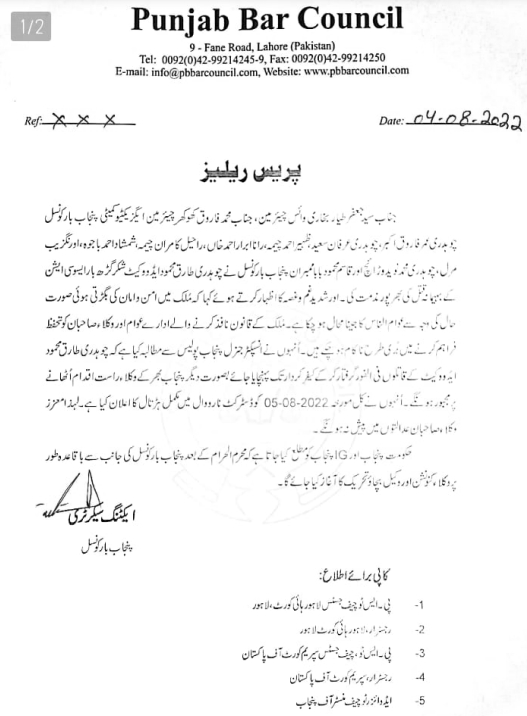 1/2
Punjab Bar Council
9 - Fane Road, Lahore (Pakistan)
Tel: 0092(0)42-99214245-9, Fax: 0092(0)42-99214250
E-mail: info@pbbarcouncil.com, Website: www.pbbarcouncil.com
Ref: x x x Date: 04-08-2022
پریس ریلیز
جناب سید جعفر طیار بخاری وائس چیئرمین، جناب محمد فاروق کھوکھر چیئرمین ایگزیکٹو کمیٹی پنجاب بار کونسل
چوہدری عمر فاروق اکبر، چوہدری عرفان سعید، ظہیر احمد چیمہ، رانا ابرار احمد خاں، راحیل کامران چیمہ، شمشاد احمد باجوہ، اورنگزیب
مرل، چوہدری محمد نوید وڑائچ اور قاسم محمود بابا ممبران پنجاب بار کونسل نے چوہدری طارق محمود ایڈووکیٹ شکر گڑھ بار ایسوسی ایشن
کے بہیمانہ قتل کی بھرپور مذمت کی۔ اور شدید غم و غصہ کا اظہار کرتے ہوئے کہا کہ ملک میں امن و امان کی بگڑتی ہوئی صورت
حال کی وجہ سے عوام الناس کا جینا محال ہو چکا ہے۔ ملک کے قانون نافذ کرنے والے ادارے عوام اور وکلاء صاحبان کو تحفظ
فراہم کرنے میں بری طرح ناکام ہو چکے ہیں۔ اُنہوں نے انسپکٹر جنرل پنجاب پولیس سے مطالبہ کیا ہے کہ چوہدری طارق محمود
ایڈووکیٹ کے قاتلوں فی الفور گرفتار کر کے کیفر کردار تک پہنچایا جائے بصورت دیگر پنجاب بھر کے وکلاء راست اقدام اُٹھانے
پر مجبور ہونگے۔ اُنہوں نے کل مورخہ 05-08-2022 کو ڈسٹرکٹ نارووال میں مکمل ہڑتال کا اعلان کیا ہے۔ لہذا معزز
وکلاء صاحبان عدالتوں میں پیش نہ ہونگے۔
حکومت پنجاب اور IG پنجاب کو مطلع کیا جاتا ہے کہ محرم الحرام کے بعد پنجاب بار کونسل کی جانب سے باقاعدہ طور
پر وکلاء کنونشن اور وکیل بچاؤ تحریک کا آغاز کیا جائے گا۔
ایکٹنگ سیکرٹری
پنجاب بار کونسل
کاپی برائے اطلاع:
1- پی۔ایس ٹو چیف جسٹس لاہور ہائی کورٹ، لاہور
2- رجسٹرار، لاہور ہائی کورٹ لاہور
3- پی۔ایس ٹو، چیف جسٹس سپریم کورٹ آف پاکستان
4- رجسٹرار، سپریم کورٹ آف پاکستان
5- ایڈوائزر ٹو چیف منسٹر آف پنجاب